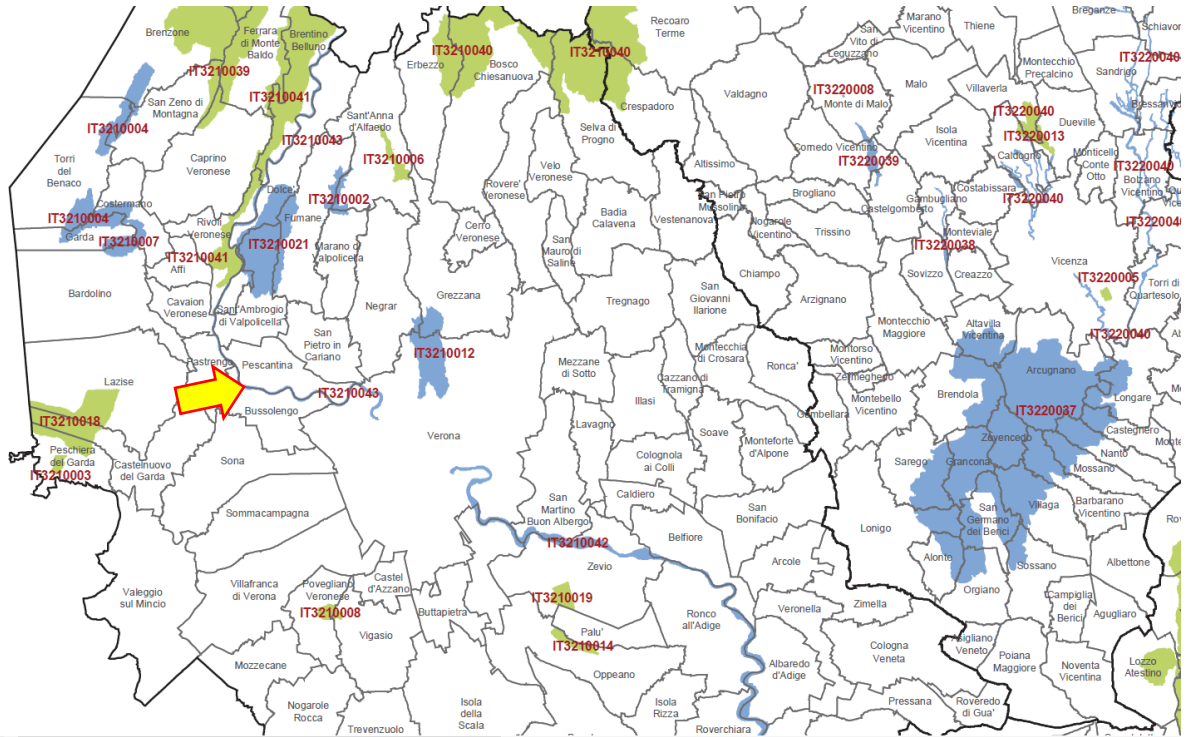 Breganze
Schiavon
Brenzone
Ferrara
di Monte
Baldo
Brentino
Belluno
IT3210040
Erbezzo
Bosco
Chiesanuova
IT3210040
Recoaro
Terme
San
Vito di
Leguzzano
Marano
Vicentino
Thiene
Montecchio
Precalcino
Sandrigo
IT3220040
IT3210039
IT3210041
San Zeno di
Montagna
IT3210004
Crespadoro
Valdagno
IT3220008
Monte di Malo
Malo
Villaverla
IT3220040
IT3220013
Dueville
Bressanvido
Sant'Anna
d'Alfaedo
IT3210043
IT3210006
Selva di
Progno
Isola
Vicentina
Caldogno
Monticello
Conte
Otto
IT3220040
Bolzano
Vicentino
Torri
del
Benaco
Caprino
Veronese
Velo
Veronese
Altissimo
Cornedo Vicentino
IT3220039
Costermano
Dolce'
IT3210002
Rovere'
Veronese
San Pietro
Mussolino
Brogliano
Castelgomberto
Gambugliano
Costabissara
IT3220040
IT3210004
Garda
IT3210007
Rivoli
Veronese
IT3210041
Affi
IT3210021
Fumane
Marano di
Valpolicella
Cerro
Veronese
Badia
Calavena
Vestenanova
Nogarole
Vicentino
Trissino
Monteviale
IT3220038
IT3220040
San
Mauro di
Saline
Bardolino
Cavaion
Veronese
Sant'Ambrogio
di Valpolicella
Negrar
Grezzana
Tregnago
San
Giovanni
Ilarione
Chiampo
Arzignano
Sovizzo
Creazzo
Vicenza
IT3220005
Torri di
Quartesolo
Montecchio
Maggiore
Altavilla
Vicentina
IT3220040
San
Pietro in
Cariano
IT3210012
Pastrengo
Pescantina
Mezzane
di Sotto
Montecchia
di Crosara
Ronca'
Montorso
Vicentino
Zermeghedo
Montebello
Vicentino
Arcugnano
Lazise
IT3210043
Bussolengo
Cazzano di
Tramigna
Illasi
Gambellara
Brendola
IT3220037
Longare
IT3210018
Peschiera
del Garda
IT3210003
Castelnuovo
del Garda
Sona
Verona
Lavagno
Soave
Monteforte
d'Alpone
Zovencedo
Castegnero
Nanto
Mossano
Colognola
ai Colli
Sarego
Grancona
Sommacampagna
San
Martino
Buon Albergo
Caldiero
San
Bonifacio
Lonigo
San
Germano
dei Berici
Villaga
Barbarano
Vicentino
IT3210042
Belfiore
Zevio
Arcole
Alonte
Sossano
Albettone
Valeggio
sul Mincio
Villafranca
di Verona
Povegliano
Veronese
IT3210008
Castel
d'Azzano
Buttapietra
Vigasio
IT3210019
Palu'
IT3210014
Ronco
all'Adige
Veronella
Zimella
Orgiano
Campiglia
dei
Berici
Agugliaro
Mozzecane
Oppeano
Albaredo
d'Adige
Cologna
Veneta
Asigliano
Veneto
Poiana
Maggiore
Noventa
Vicentina
Lozzo
Atestino
Nogarole
Rocca
Trevenzuolo
Isola
della
Scala
Isola
Rizza
Roverchiara
Pressana
Roveredo
di Gua'